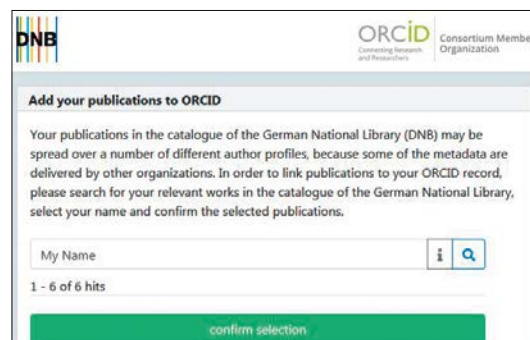 DNB
ORCID
Connecting Research
and Researchers
Consortium Membe
Organization
Add your publications to ORCID
Your publications in the catalogue of the German National Library (DNB) may be
spread over a number of different author profiles, because some of the metadata are
delivered by other organizations. In order to link publications to your ORCID record,
please search for your relevant works in the catalogue of the German National Library,
select your name and confirm the selected publications.
My Name
i
1 - 6 of 6 hits
confirm selection